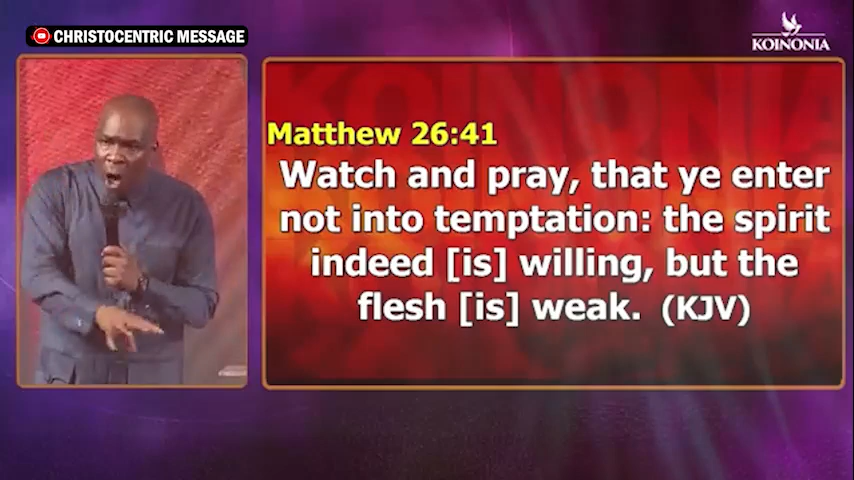 CHRISTOCENTRIC MESSAGE
KOINONIA
Matthew 26:41
Watch and pray, that ye enter
not into temptation: the spirit
indeed [is] willing, but the
flesh [is] weak. (KJV)
KOINONIA